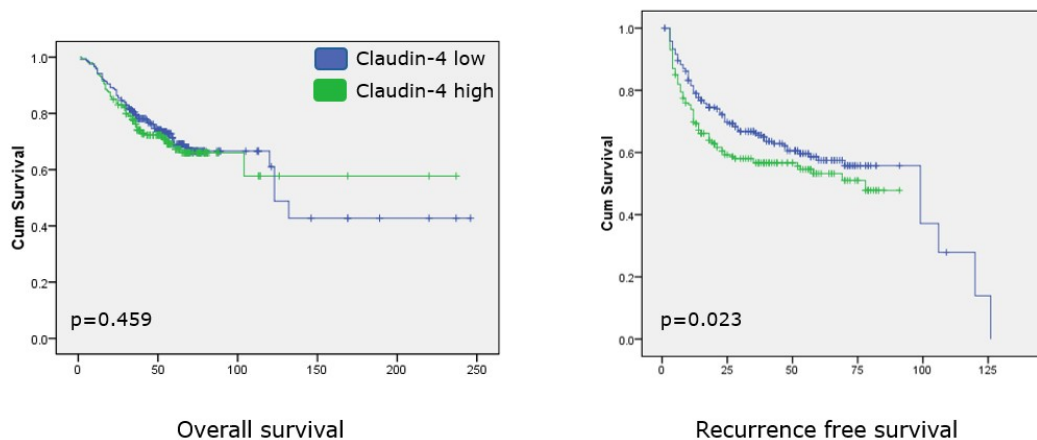 Claudin-4 low
Claudin-4 high
Cum Survival
1.0
0.8
0.6
0.4
0.2
0.0
p=0.459
0 50 100 150 200 250
Overall survival
Cum Survival
1.0
0.8
0.6
0.4
0.2
0.0
p=0.023
0 25 50 75 100 125
Recurrence free survival